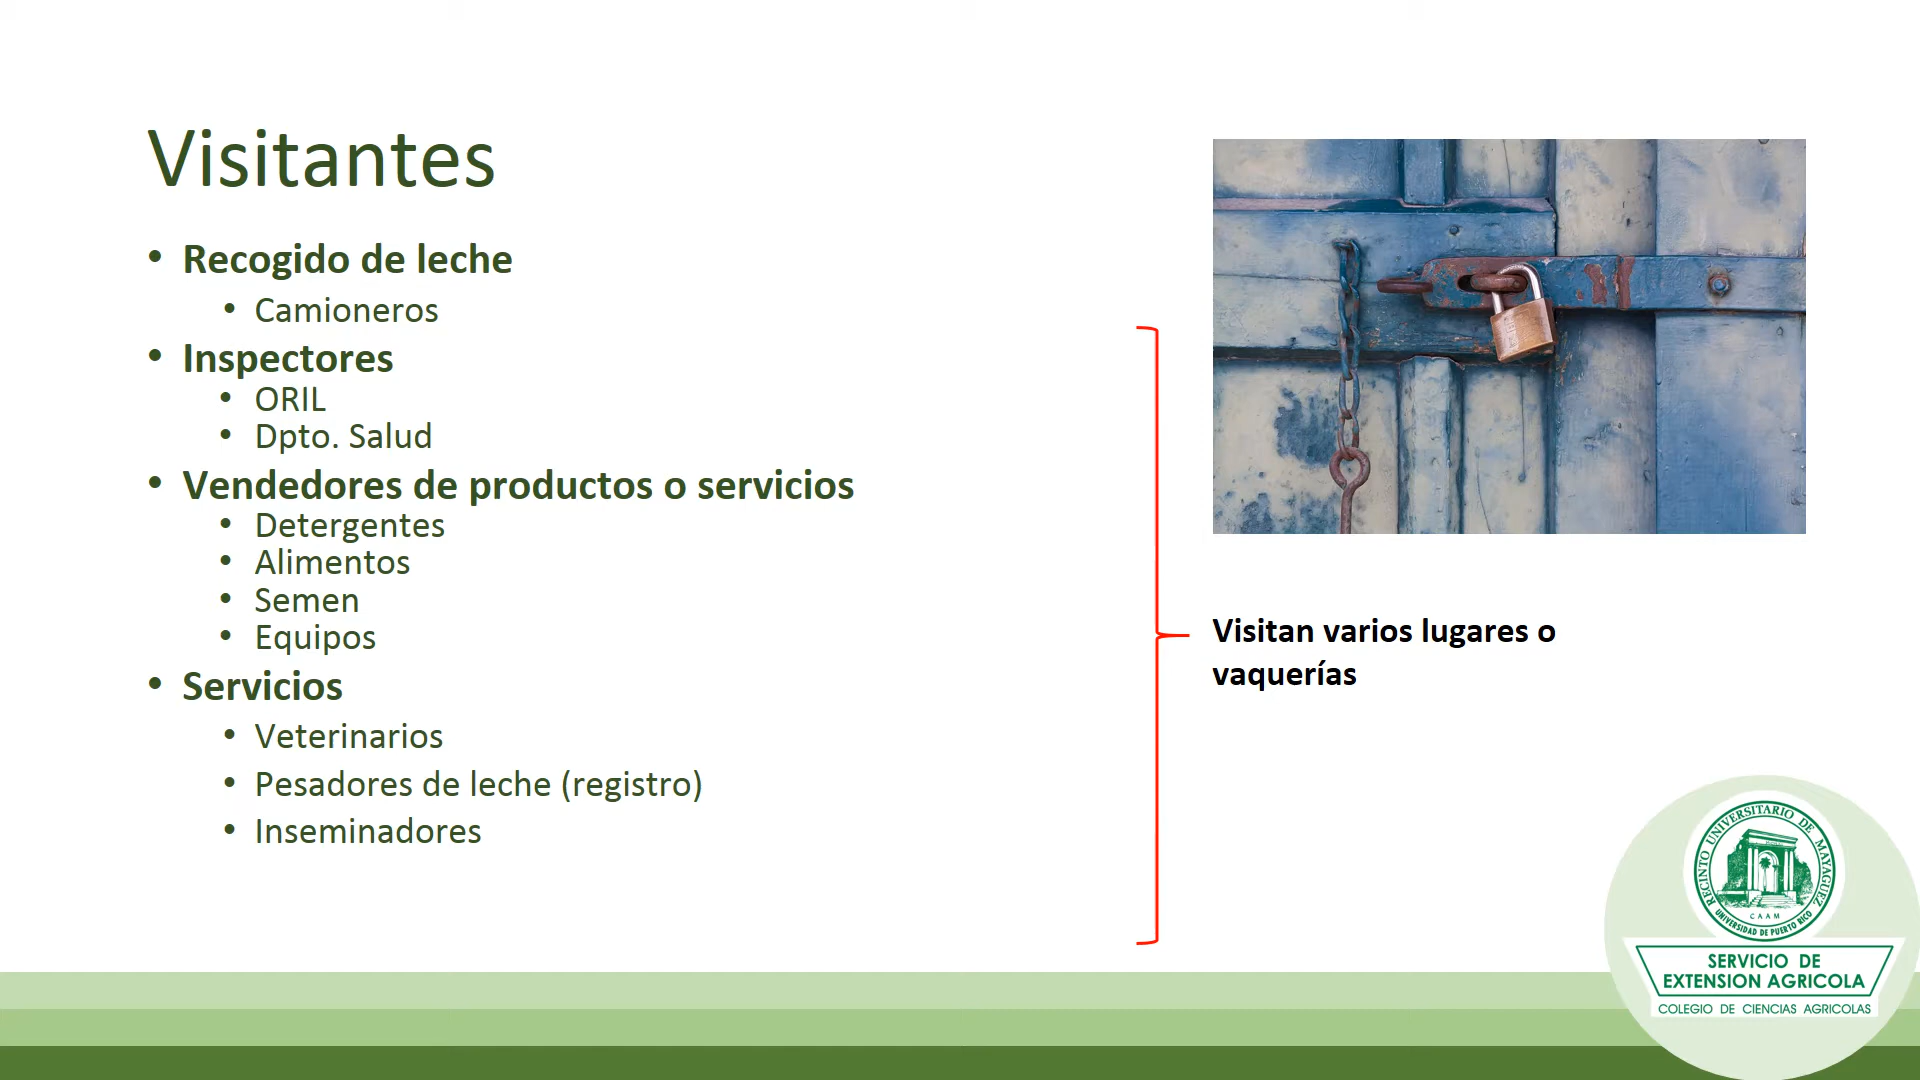 Visitantes
• Recogido de leche
• Camioneros
• Inspectores
• ORIL
• Dpto. Salud
• Vendedores de productos o servicios
• Detergentes
• Alimentos
• Semen
• Equipos
• Servicios
• Veterinarios
• Pesadores de leche (registro)
• Inseminadores
Visitan varios lugares o
vaquerías
RECINTO UNIVERSITARIO DE MAYAGUEZ
CAAM
UNIVERSIDAD DE PUERTO RICO
SERVICIO DE
EXTENSION AGRICOLA
COLEGIO DE CIENCIAS AGRICOLAS